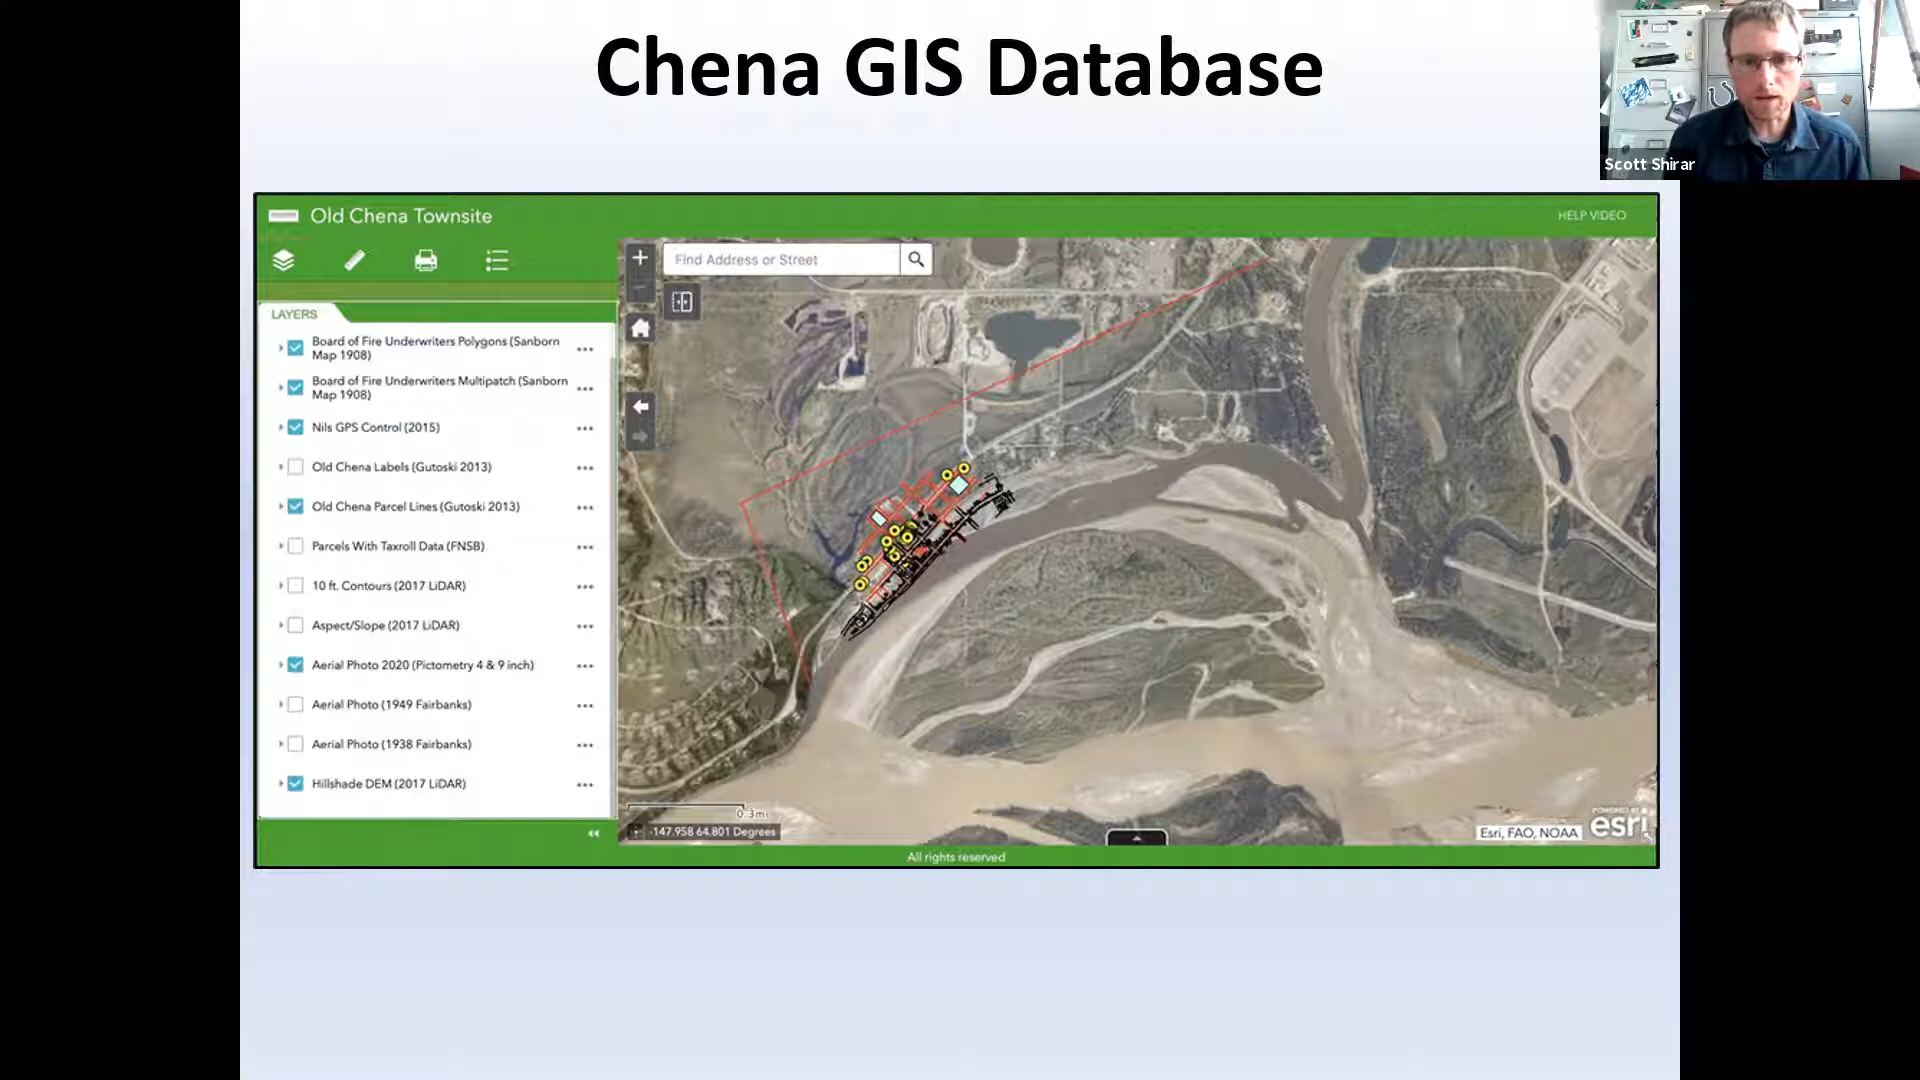 Chena GIS Database
Scott Shirar
Old Chena Townsite
HELP VIDEO
Find Address or Street
LAYERS
Board of Fire Underwriters Polygons (Sanborn
Map 1908)
Board of Fire Underwriters Multipatch (Sanborn
Map 1908)
Nils GPS Control (2015)
Old Chena Labels (Gutoski 2013)
Old Chena Parcel Lines (Gutoski 2013)
Parcels With Taxroll Data (FNSB)
10 ft. Contours (2017 LiDAR)
Aspect/Slope (2017 LiDAR)
Aerial Photo 2020 (Pictometry 4 & 9 inch)
Aerial Photo (1949 Fairbanks)
Aerial Photo (1938 Fairbanks)
Hillshade DEM (2017 LiDAR)
0.3mi
-147.958 64.801 Degrees
Esri, FAO, NOAA
POWERED BY
esri
All rights reserved